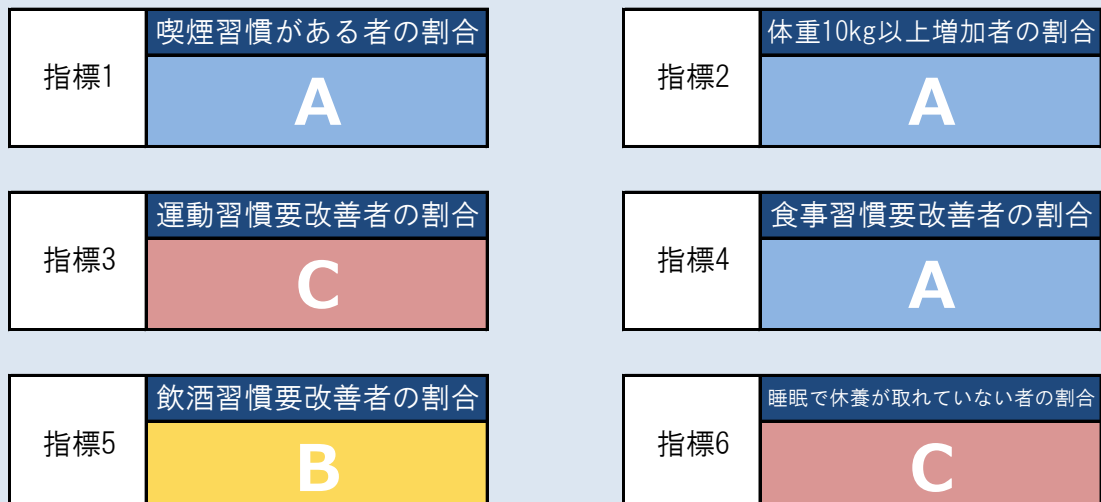 喫煙習慣がある者の割合
指標1
A
体重10kg以上増加者の割合
指標2
A
運動習慣要改善者の割合
指標3
C
食事習慣要改善者の割合
指標4
A
飲酒習慣要改善者の割合
指標5
B
睡眠で休養が取れていない者の割合
指標6
C